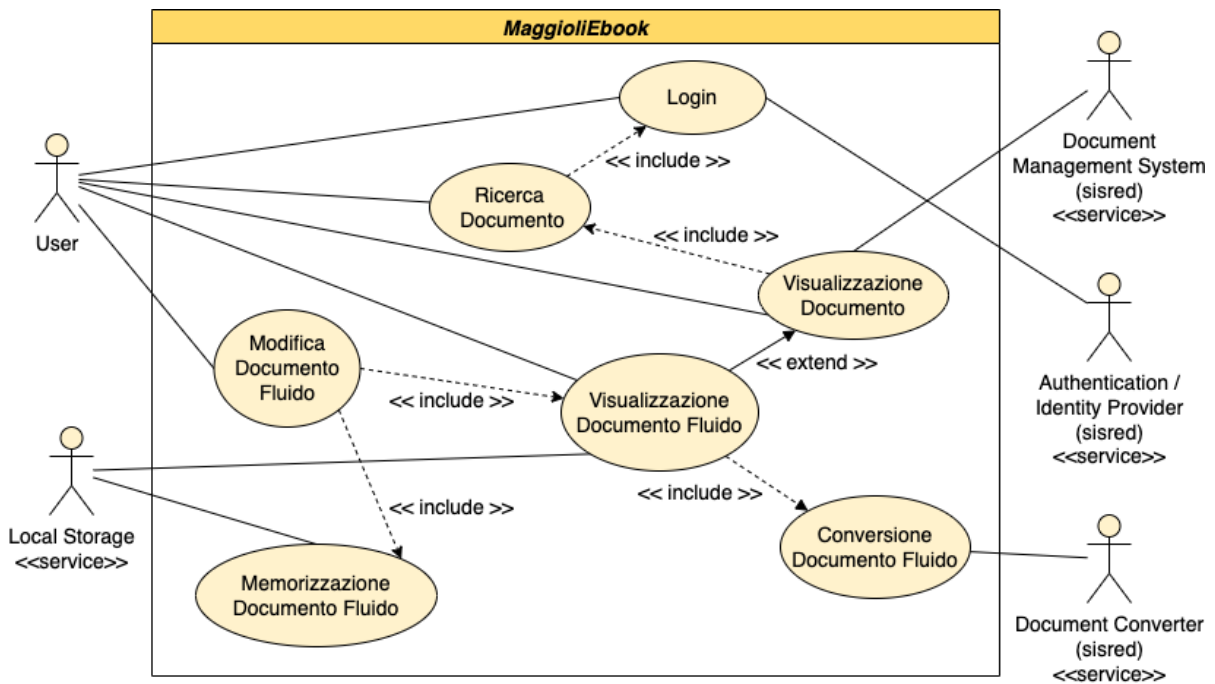 MaggioliEbook
Login
<< include >>
Ricerca
Documento
<< include >>
Visualizzazione
Documento
<< extend >>
Modifica
Documento
Fluido
<< include >>
Visualizzazione
Documento Fluido
<< include >>
<< include >>
Conversione
Documento Fluido
Memorizzazione
Documento Fluido
User
Local Storage
<<service>>
Document
Management System
(sisred)
<<service>>
Authentication /
Identity Provider
(sisred)
<<service>>
Document Converter
(sisred)
<<service>>